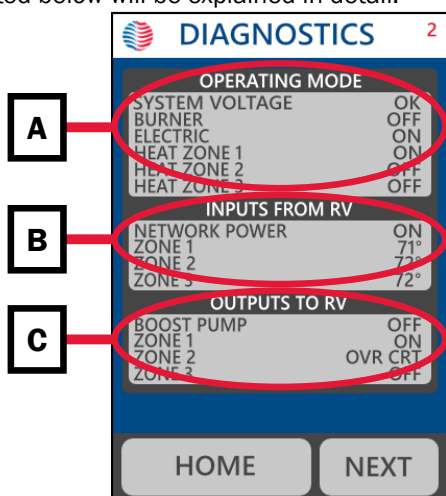 ted below will be explained in detail.
DIAGNOSTICS 2
OPERATING MODE
SYSTEM VOLTAGE OK
BURNER OFF
ELECTRIC ON
HEAT ZONE 1 ON
HEAT ZONE 2 OFF
HEAT ZONE 3 OFF
A
INPUTS FROM RV
NETWORK POWER ON
ZONE 1 71°
ZONE 2 72°
ZONE 3 72°
B
OUTPUTS TO RV
BOOST PUMP OFF
ZONE 1 ON
ZONE 2 OVR CRT
ZONE 3 OFF
C
HOME NEXT